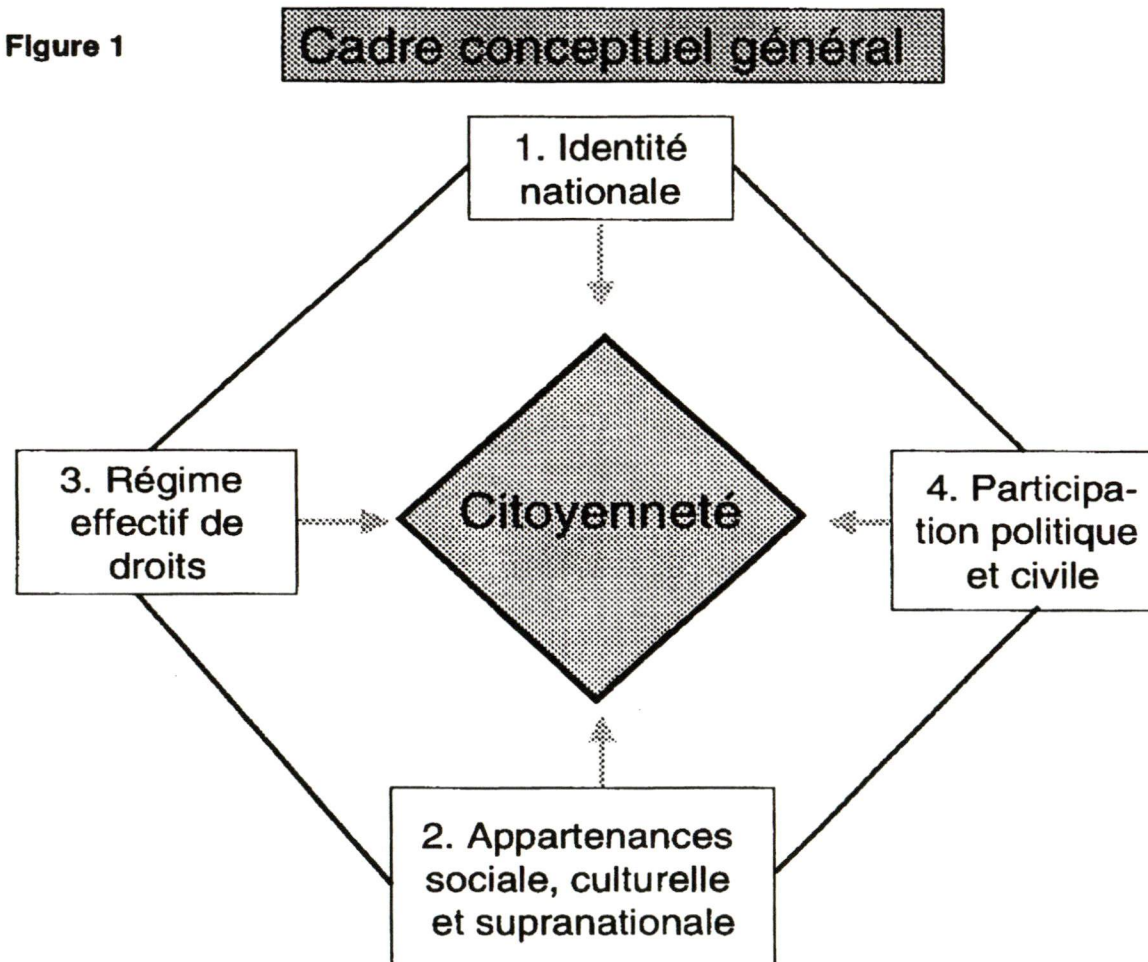 Figure 1
Cadre conceptuel général
1. Identité
nationale
3. Régime
effectif de
droits
Citoyenneté
4. Participa-
tion politique
et civile
2. Appartenances
sociale, culturelle
et supranationale